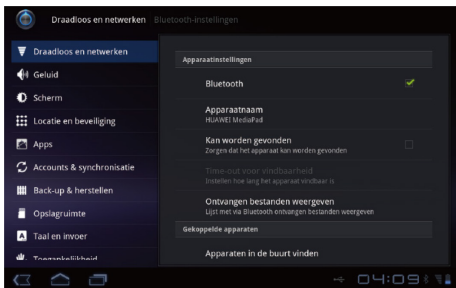 Draadloos en netwerken Bluetooth-instellingen
Draadloos en netwerken
Geluid
Scherm
Locatie en beveiliging
Apps
Accounts & synchronisatie
Back-up & herstellen
Opslagruimte
Taal en invoer
Toegankelijkheid
Apparaatinstellingen
Bluetooth
Apparaatnaam
HUAWEI MediaPad
Kan worden gevonden
Zorgen dat het apparaat kan worden gevonden
Time-out voor vindbaarheid
Instellen hoe lang het apparaat vindbaar is
Ontvangen bestanden weergeven
Lijst met via Bluetooth ontvangen bestanden weergeven
Gekoppelde apparaten
Apparaten in de buurt vinden
04:09